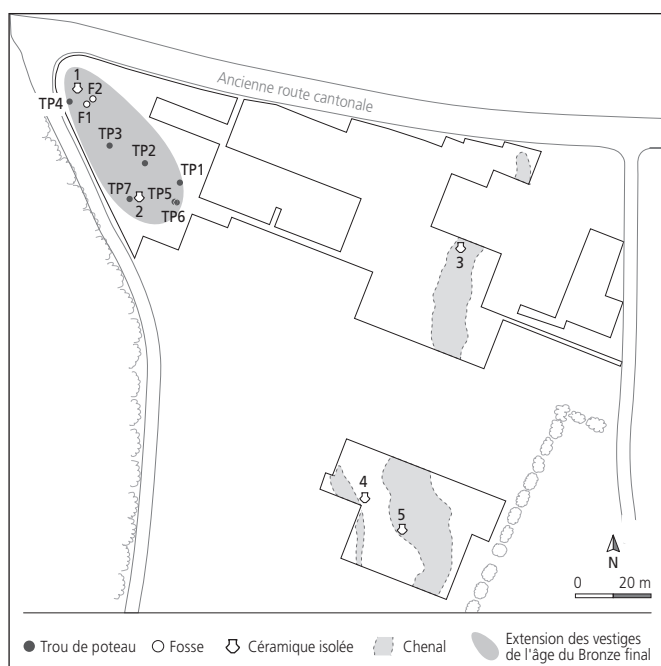 Ancienne route cantonale
1
F2
TP4
F1
TP3
TP2
TP1
TP7
TP5
2
TP6
3
4
5
N
0 20 m
Trou de poteau
Fosse
Céramique isolée
Chenal
Extension des vestiges
de l'âge du Bronze final